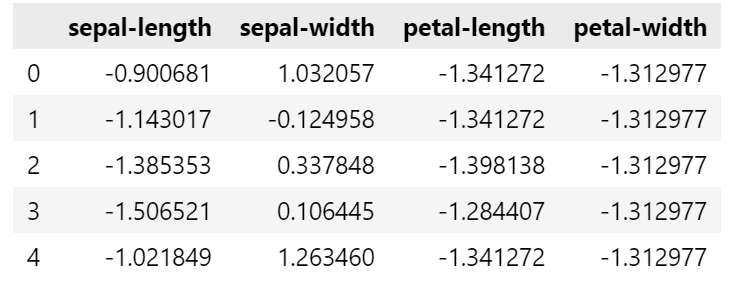 sepal-length sepal-width petal-length petal-width
0 -0.900681 1.032057 -1.341272 -1.312977
1 -1.143017 -0.124958 -1.341272 -1.312977
2 -1.385353 0.337848 -1.398138 -1.312977
3 -1.506521 0.106445 -1.284407 -1.312977
4 -1.021849 1.263460 -1.341272 -1.312977